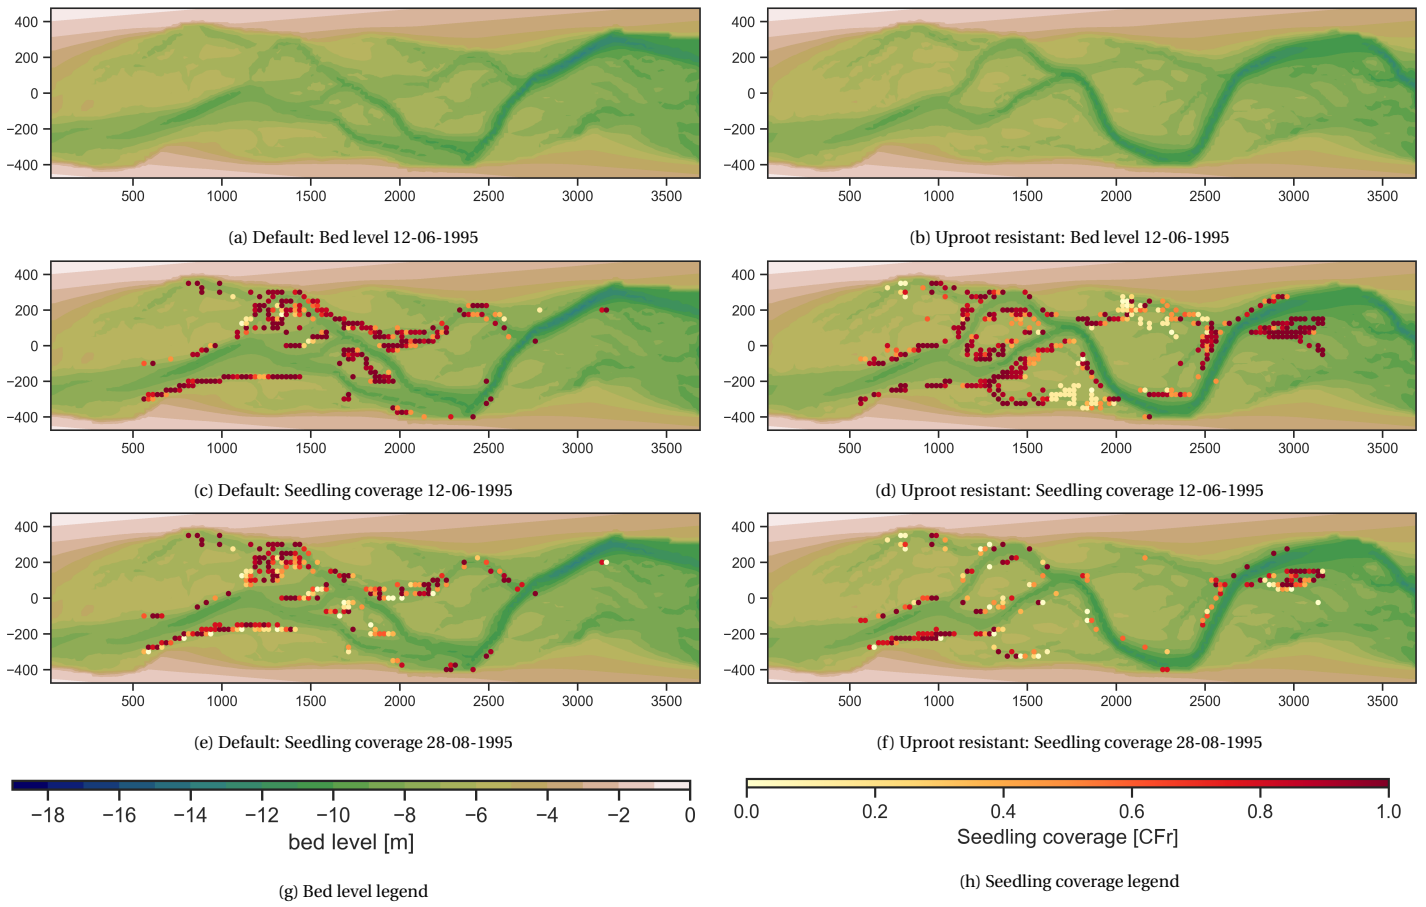 400
200
0
−200
−400
500 1000 1500 2000 2500 3000 3500
(a) Default: Bed level 12-06-1995
400
200
0
−200
−400
500 1000 1500 2000 2500 3000 3500
(b) Uproot resistant: Bed level 12-06-1995
400
200
0
−200
−400
500 1000 1500 2000 2500 3000 3500
(c) Default: Seedling coverage 12-06-1995
400
200
0
−200
−400
500 1000 1500 2000 2500 3000 3500
(d) Uproot resistant: Seedling coverage 12-06-1995
400
200
0
−200
−400
500 1000 1500 2000 2500 3000 3500
(e) Default: Seedling coverage 28-08-1995
400
200
0
−200
−400
500 1000 1500 2000 2500 3000 3500
(f) Uproot resistant: Seedling coverage 28-08-1995
−18 −16 −14 −12 −10 −8 −6 −4 −2 0
bed level [m]
(g) Bed level legend
0.0 0.2 0.4 0.6 0.8 1.0
Seedling coverage [CFr]
(h) Seedling coverage legend